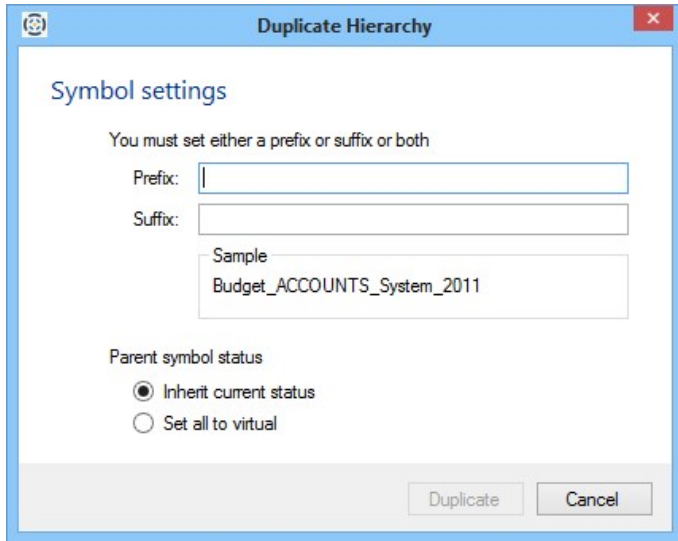 Duplicate Hierarchy
Symbol settings
You must set either a prefix or suffix or both
Prefix:
Suffix:
Sample
Budget_ACCOUNTS_System_2011
Parent symbol status
Inherit current status
Set all to virtual
Duplicate
Cancel